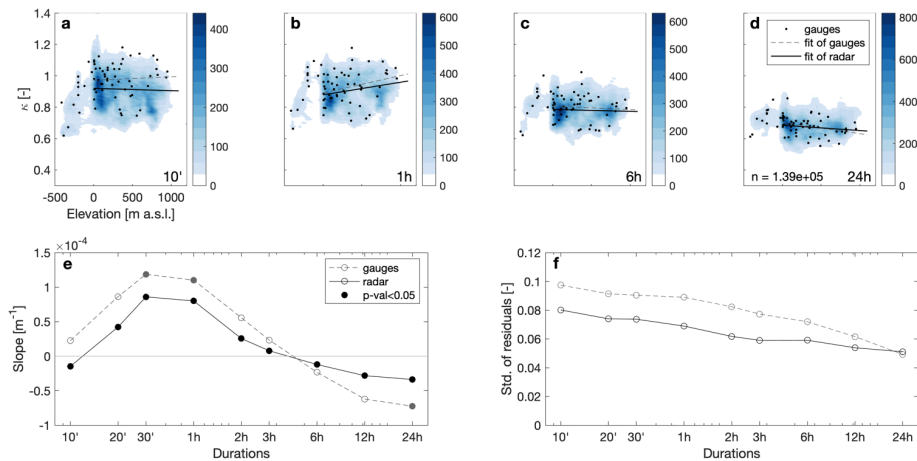 a
1.4
1.2
1
0.8
0.6
0.4
κ [-]
-500 0 500 1000
Elevation [m a.s.l.]
10'
400
300
200
100
0
b
1h
600
500
400
300
200
100
0
c
6h
600
500
400
300
200
100
0
d
gauges
fit of gauges
fit of radar
n = 1.39e+05 24h
800
600
400
200
0
e
×10⁻⁴
1.5
1
0.5
0
-0.5
-1
Slope [m⁻¹]
gauges
radar
p-val<0.05
10' 20' 30' 1h 2h 3h 6h 12h 24h
Durations
f
0.12
0.1
0.08
0.06
0.04
0.02
0
Std. of residuals [-]
10' 20' 30' 1h 2h 3h 6h 12h 24h
Durations